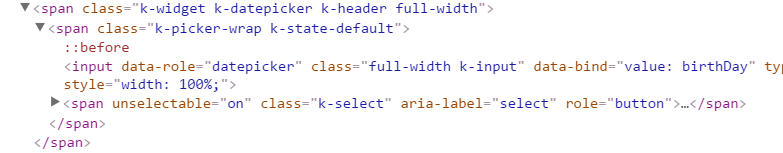 ▼<span class="k-widget k-datepicker k-header full-width">
▼<span class="k-picker-wrap k-state-default">
::before
<input data-role="datepicker" class="full-width k-input" data-bind="value: birthDay" typ
style="width: 100%;">
▶<span unselectable="on" class="k-select" aria-label="select" role="button">…</span>
</span>
</span>